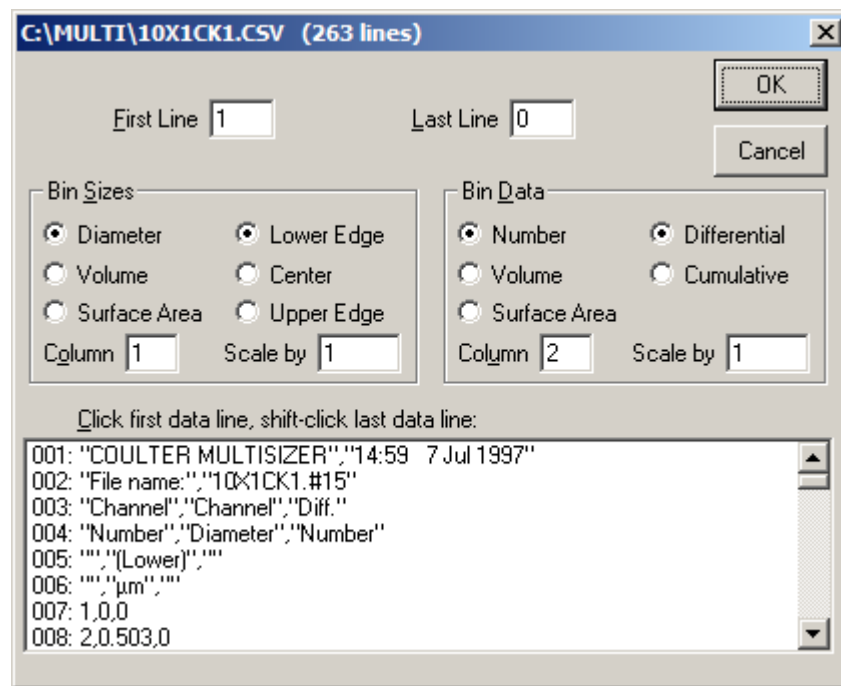 C:\MULTI\10X1CK1.CSV (263 lines)
OK
First Line 1 Last Line 0
Cancel
Bin Sizes Bin Data
Diameter Lower Edge Number Differential
Volume Center Volume Cumulative
Surface Area Upper Edge Surface Area
Column 1 Scale by 1 Column 2 Scale by 1
Click first data line, shift-click last data line:
001: "COULTER MULTISIZER","14:59 7 Jul 1997"
002: "File name:","10X1CK1.#15"
003: "Channel","Channel","Diff."
004: "Number","Diameter","Number"
005: "","(Lower)",""
006: "","µm",""
007: 1,0,0
008: 2,0.503,0